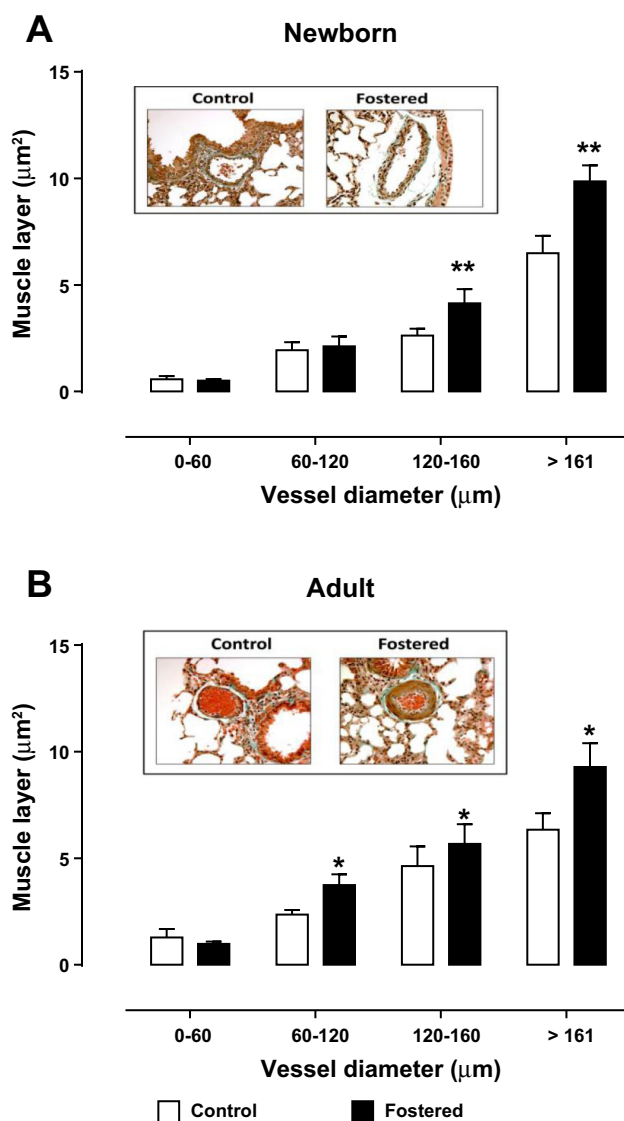 A
Newborn
15
10
5
0
Muscle layer (μm²)
Control
Fostered
**
**
0-60
60-120
120-160
> 161
Vessel diameter (μm)
B
Adult
15
10
5
0
Muscle layer (μm²)
Control
Fostered
*
*
*
0-60
60-120
120-160
> 161
Vessel diameter (μm)
Control
Fostered